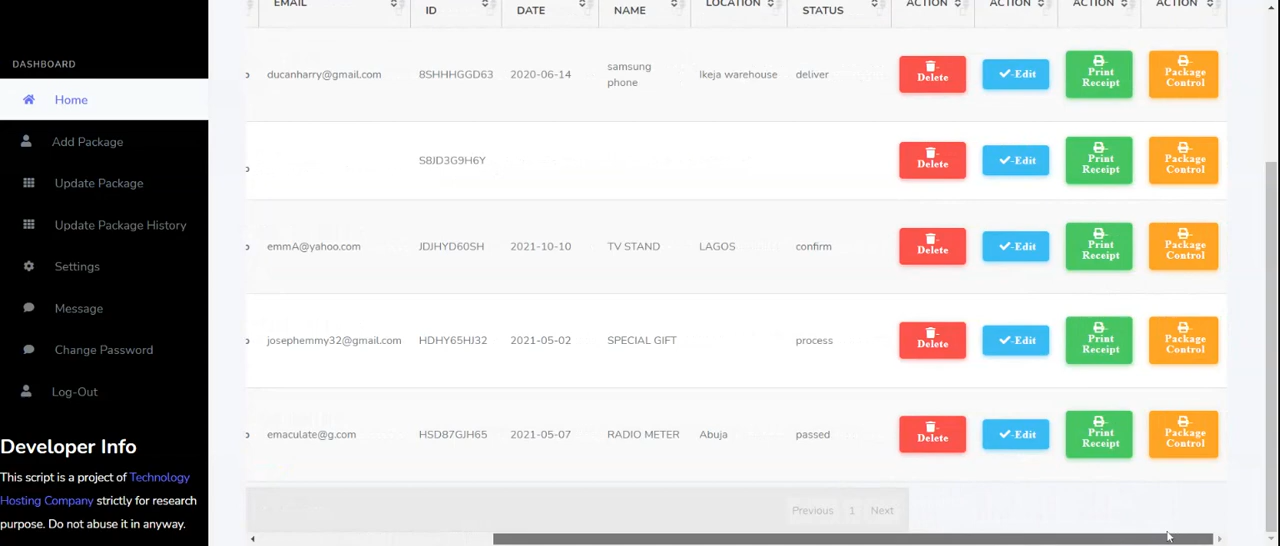 EMAIL ID DATE NAME LOCATION STATUS ACTION ACTION ACTION ACTION
DASHBOARD
Home
Add Package
Update Package
Update Package History
Settings
Message
Change Password
Log-Out
Developer Info
This script is a project of Technology
Hosting Company strictly for research
purpose. Do not abuse it in anyway.
ducanharry@gmail.com 8SHHHGGD63 2020-06-14 samsung phone Ikeja warehouse deliver Delete Edit Print Receipt Package Control
S8JD3G9H6Y Delete Edit Print Receipt Package Control
emmA@yahoo.com JDJHYD60SH 2021-10-10 TV STAND LAGOS confirm Delete Edit Print Receipt Package Control
josephemmy32@gmail.com HDHY65HJ32 2021-05-02 SPECIAL GIFT process Delete Edit Print Receipt Package Control
emaculate@g.com HSD87GJH65 2021-05-07 RADIO METER Abuja passed Delete Edit Print Receipt Package Control
Previous 1 Next